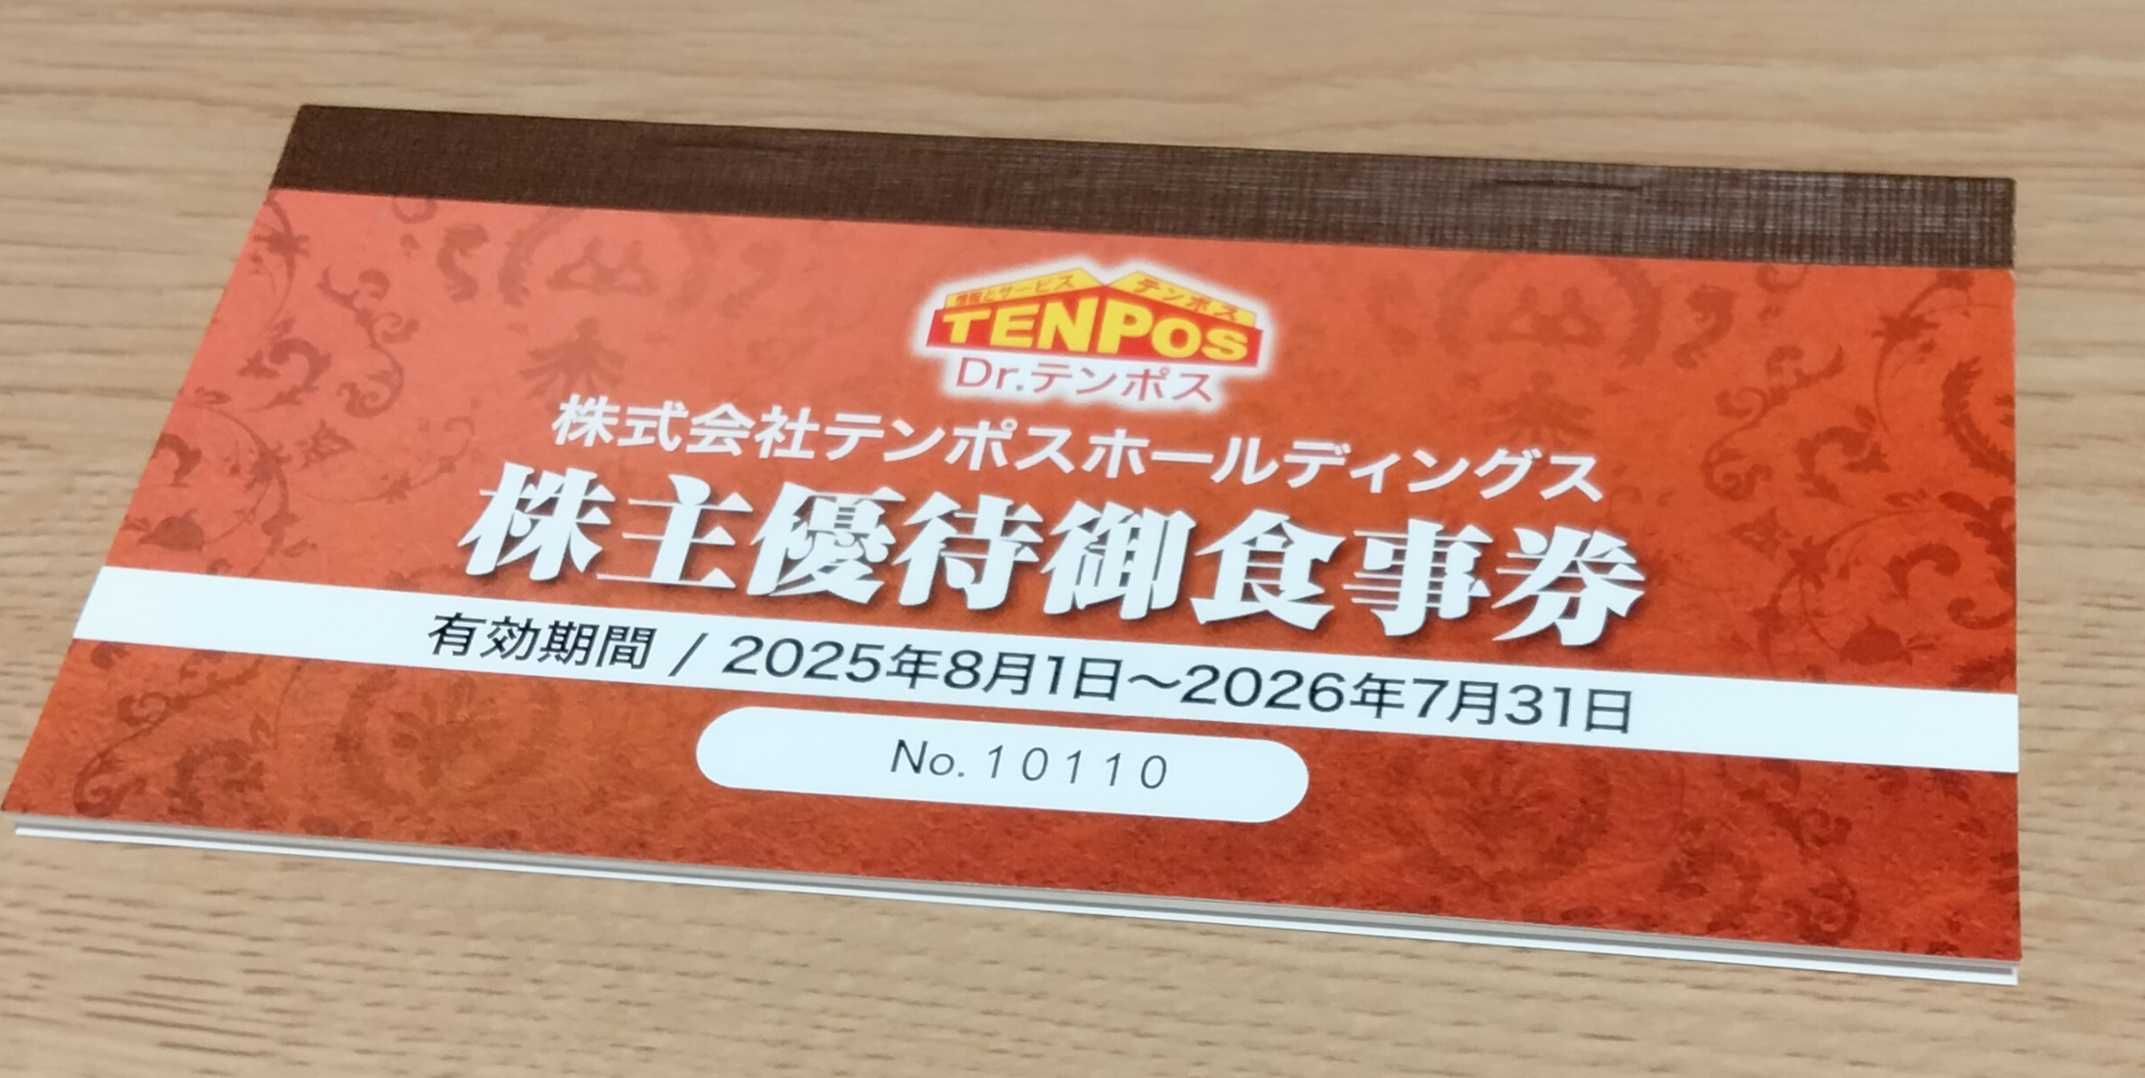 情報とサービス テンポス
TENPOS
Dr.テンポス
株式会社テンポスホールディングス
株主優待御食事券
有効期間 / 2025年8月1日〜2026年7月31日
No.10110